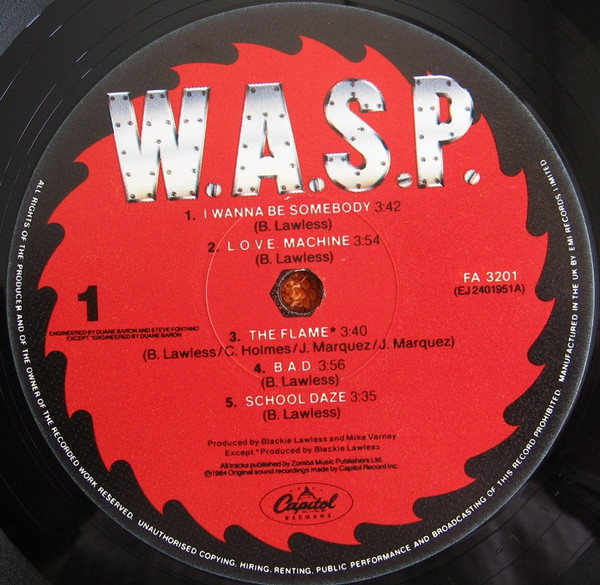 W.A.S.P.
1. I WANNA BE SOMEBODY 3:42
(B. Lawless)
2. L.O.V.E. MACHINE 3:54
(B. Lawless)
FA 3201
(EJ 2401951A)
1
ENGINEERED BY DUANE BARON AND STEVE FONTANO
EXCEPT *ENGINEERED BY DUANE BARON
3. THE FLAME* 3:40
(B. Lawless/C. Holmes/J. Marquez/J. Marquez)
4. B.A.D. 3:56
(B. Lawless)
5. SCHOOL DAZE 3:35
(B. Lawless)
Produced by Blackie Lawless and Mike Varney
Except *Produced by Blackie Lawless
All tracks published by Zomba Music Publishers Ltd.
℗1984 Original sound recordings made by Capitol Record Inc.
Capitol
RECORDS
ALL RIGHTS OF THE PRODUCER AND OF THE OWNER OF THE RECORDED WORK RESERVED. UNAUTHORISED COPYING, HIRING, RENTING, PUBLIC PERFORMANCE AND BROADCASTING OF THIS RECORD PROHIBITED. MANUFACTURED IN THE UK BY EMI RECORDS LIMITED